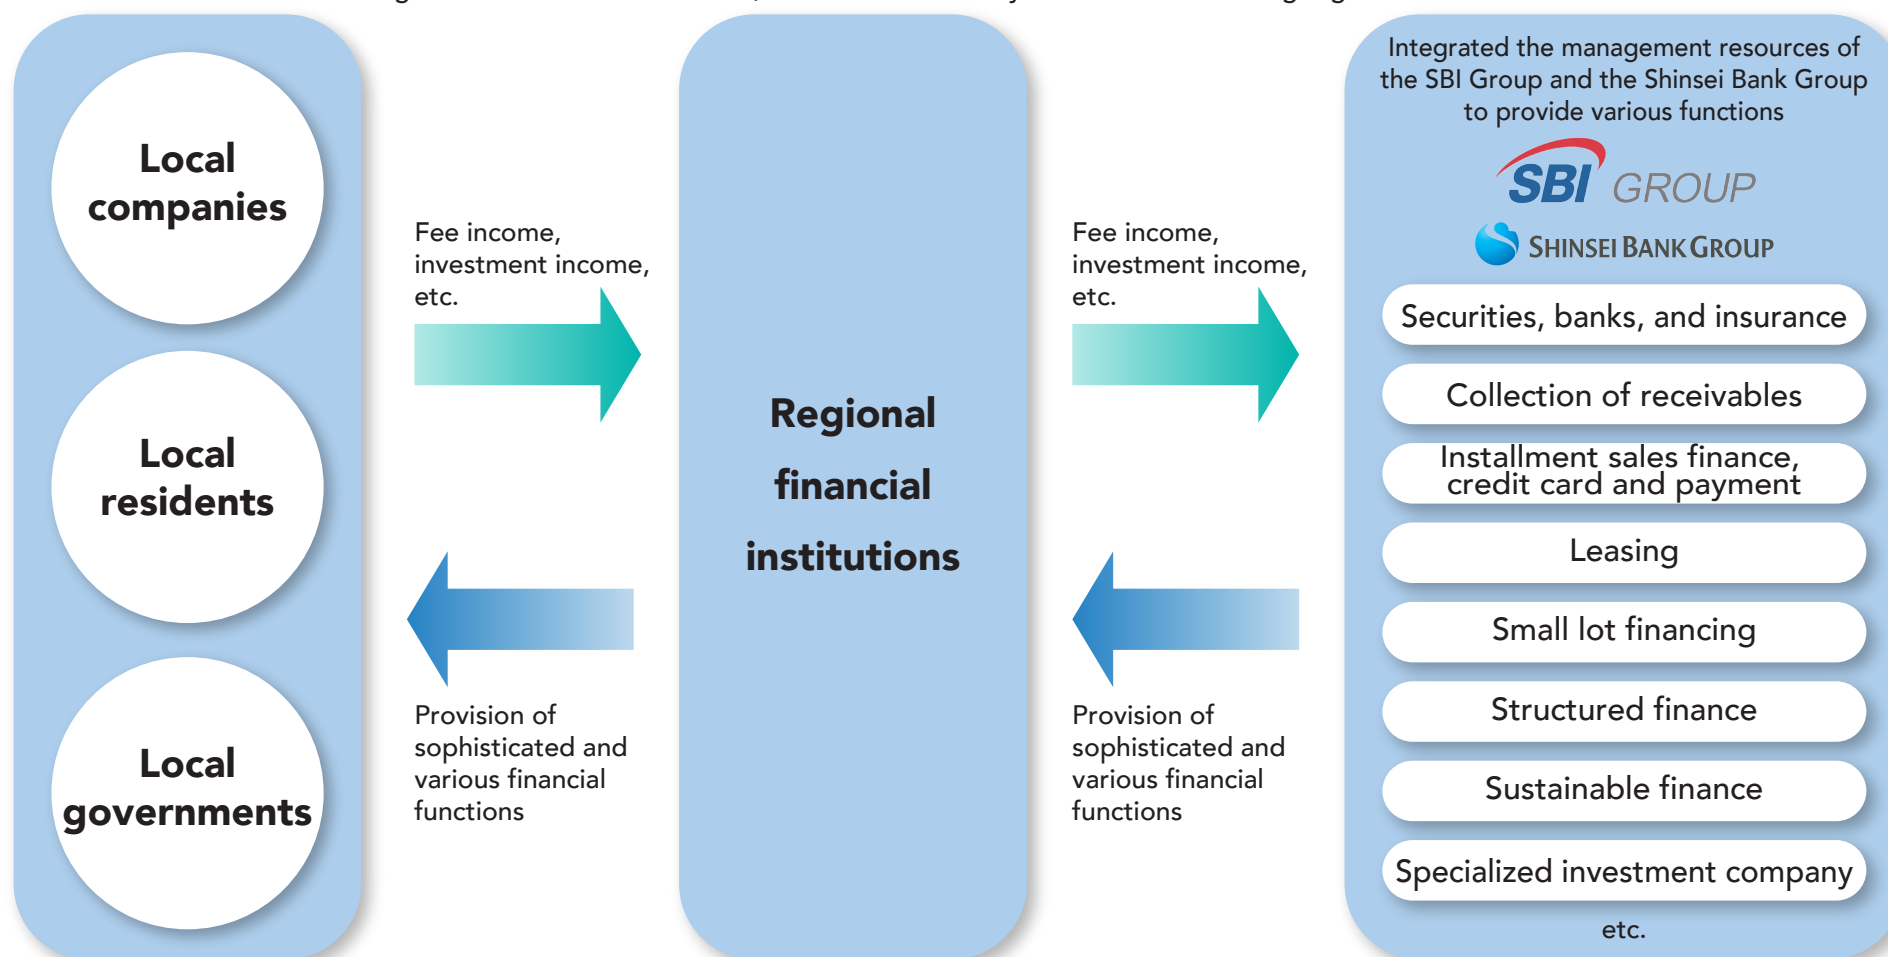 Local
companies
Local
residents
Local
governments
Fee income,
investment income,
etc.
Provision of
sophisticated and
various financial
functions
Regional
financial
institutions
Fee income,
investment income,
etc.
Provision of
sophisticated and
various financial
functions
Integrated the management resources of
the SBI Group and the Shinsei Bank Group
to provide various functions
SBI GROUP
SHINSEI BANK GROUP
Securities, banks, and insurance
Collection of receivables
Installment sales finance,
credit card and payment
Leasing
Small lot financing
Structured finance
Sustainable finance
Specialized investment company
etc.